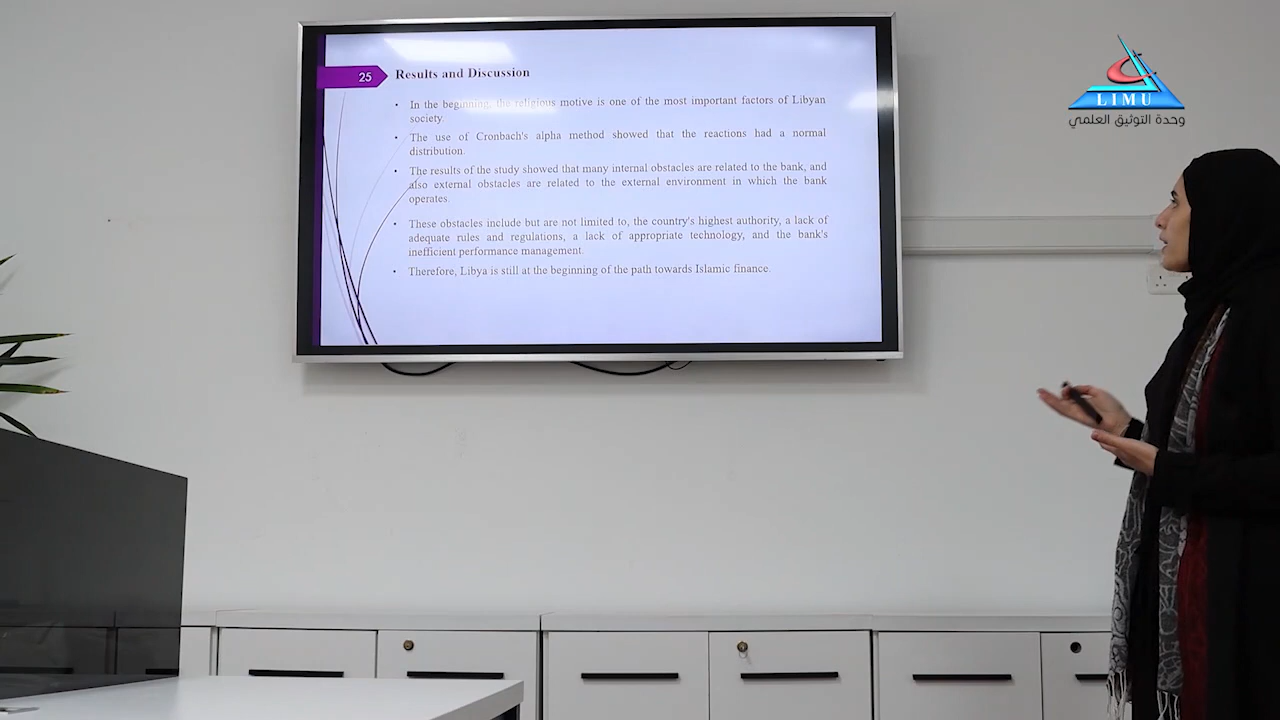 25
Results and Discussion
• In the beginning, the religious motive is one of the most important factors of Libyan
society.
• The use of Cronbach's alpha method showed that the reactions had a normal
distribution.
• The results of the study showed that many internal obstacles are related to the bank, and
also external obstacles are related to the external environment in which the bank
operates.
• These obstacles include but are not limited to, the country's highest authority, a lack of
adequate rules and regulations, a lack of appropriate technology, and the bank's
inefficient performance management.
• Therefore, Libya is still at the beginning of the path towards Islamic finance.
LIMU
وحدة التوثيق العلمي